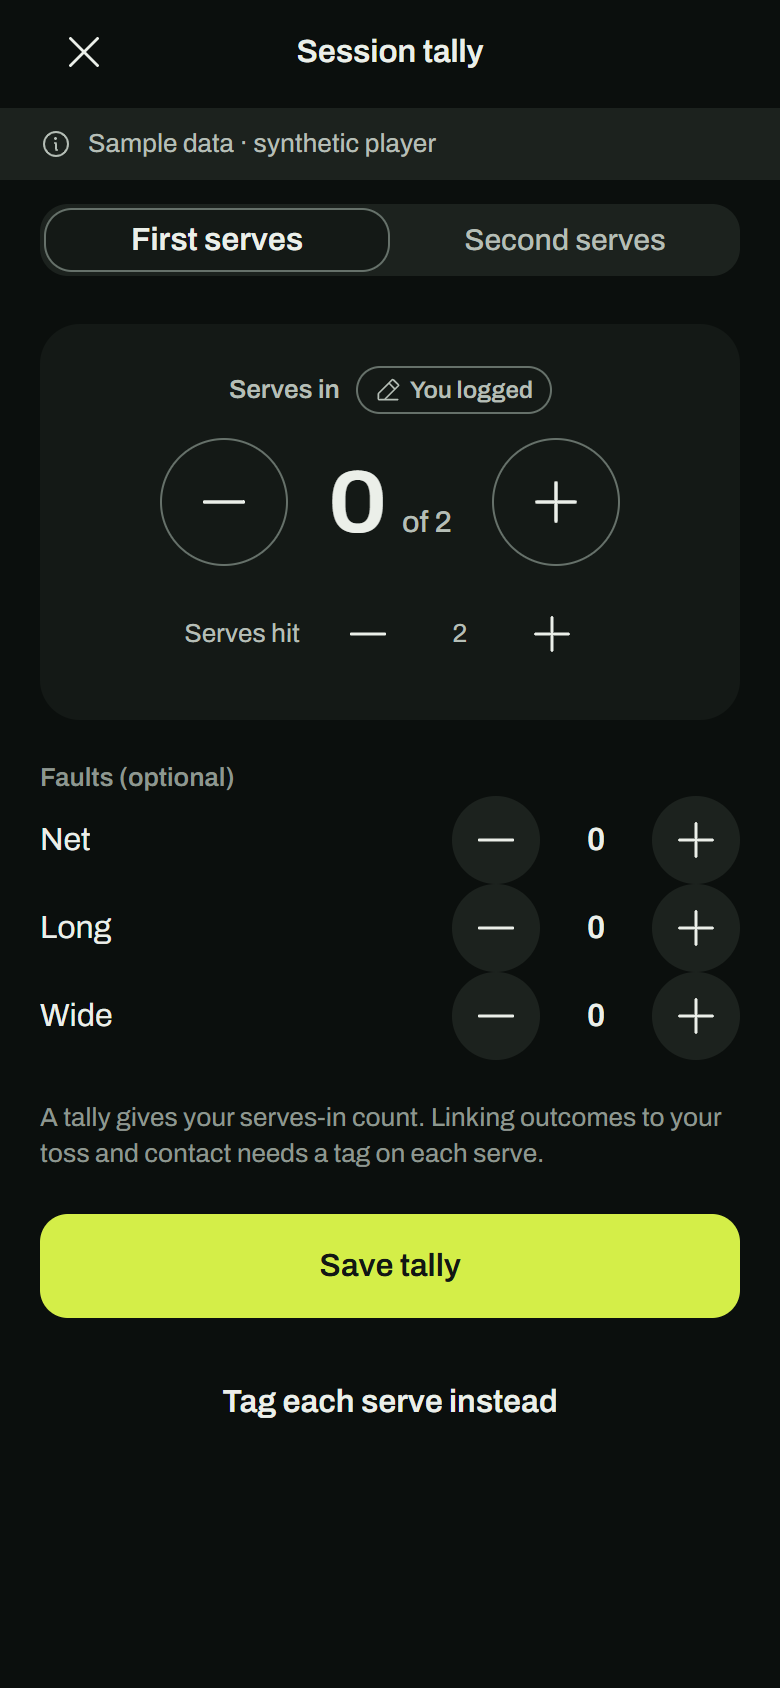 Session tally
Sample data · synthetic player
First serves
Second serves
Serves in
You logged
0 of 2
Serves hit
2
Faults (optional)
Net
0
Long
0
Wide
0
A tally gives your serves-in count. Linking outcomes to your
toss and contact needs a tag on each serve.
Save tally
Tag each serve instead